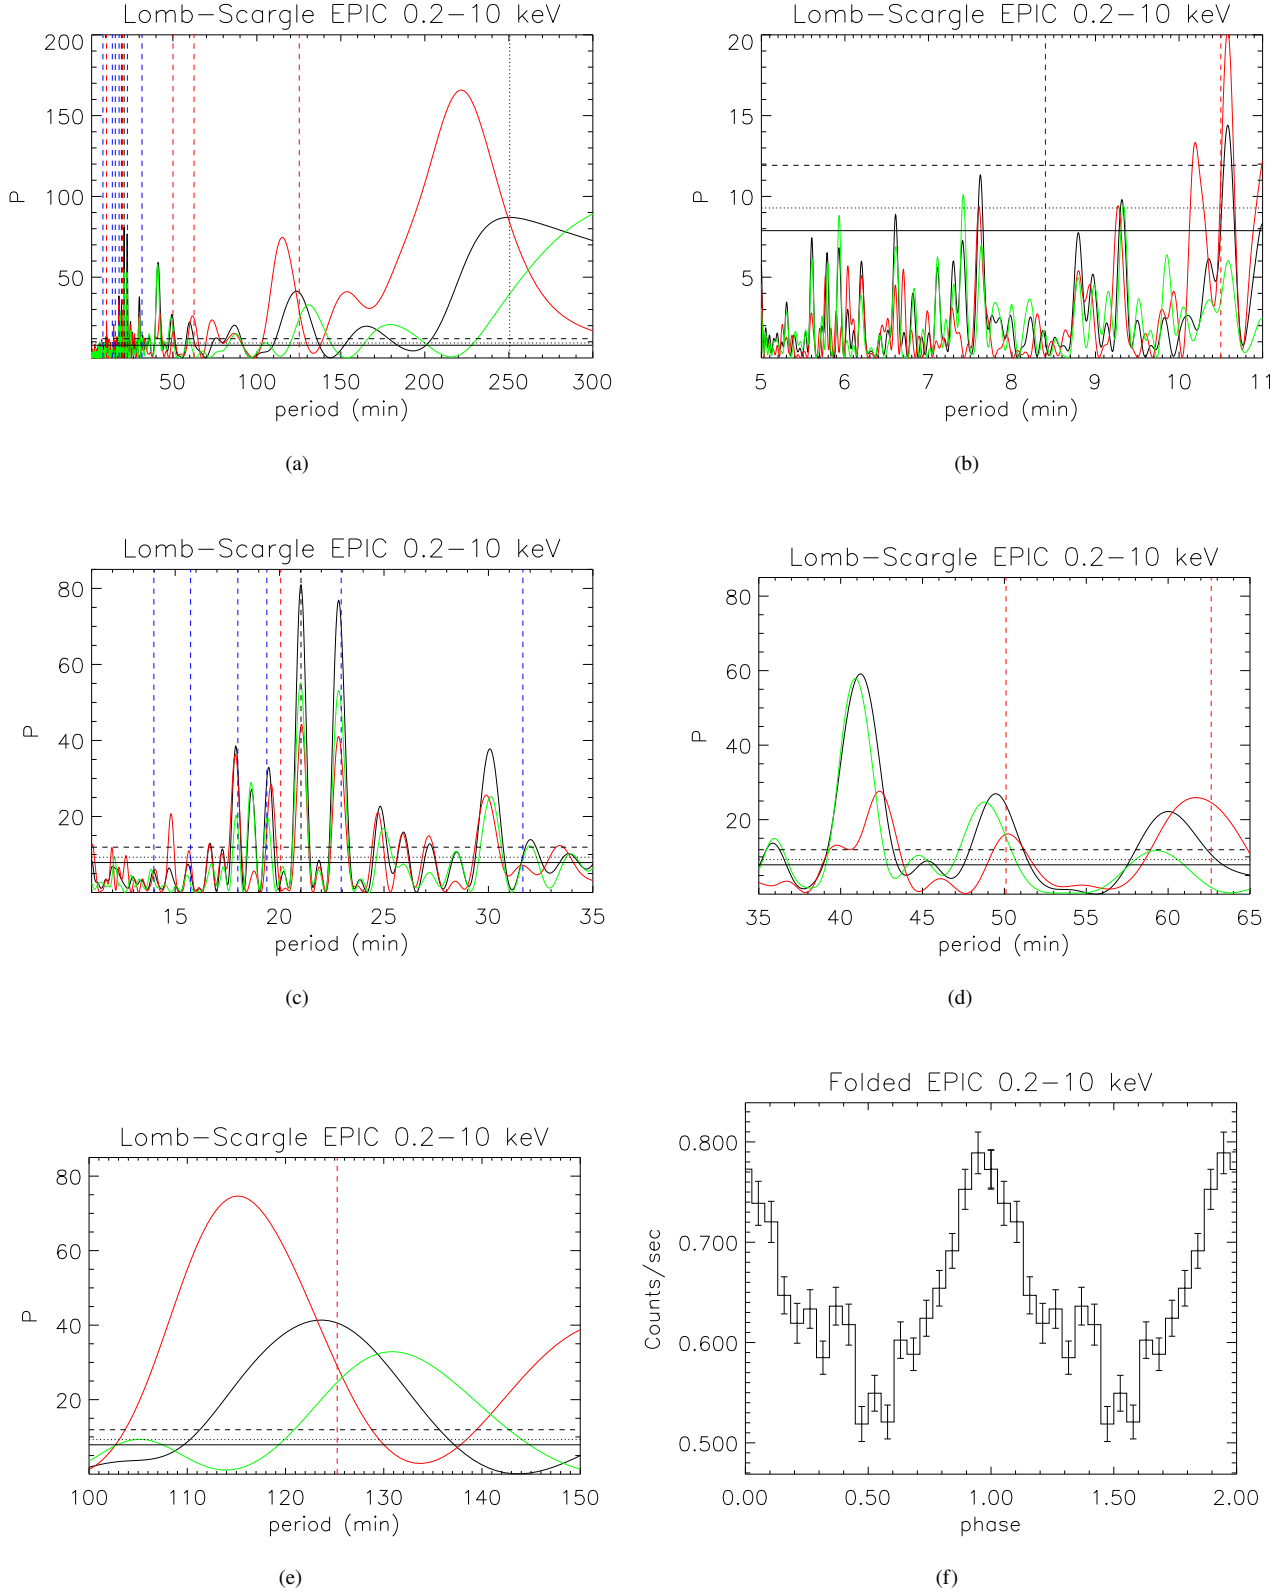 Lomb-Scargle EPIC 0.2-10 keV
200
150
100
50
P
50 100 150 200 250 300
period (min)
(a)
Lomb-Scargle EPIC 0.2-10 keV
20
15
10
5
P
5 6 7 8 9 10 11
period (min)
(b)
Lomb-Scargle EPIC 0.2-10 keV
80
60
40
20
P
15 20 25 30 35
period (min)
(c)
Lomb-Scargle EPIC 0.2-10 keV
80
60
40
20
P
35 40 45 50 55 60 65
period (min)
(d)
Lomb-Scargle EPIC 0.2-10 keV
80
60
40
20
P
100 110 120 130 140 150
period (min)
(e)
Folded EPIC 0.2-10 keV
0.800
0.700
0.600
0.500
Counts/sec
0.00 0.50 1.00 1.50 2.00
phase
(f)